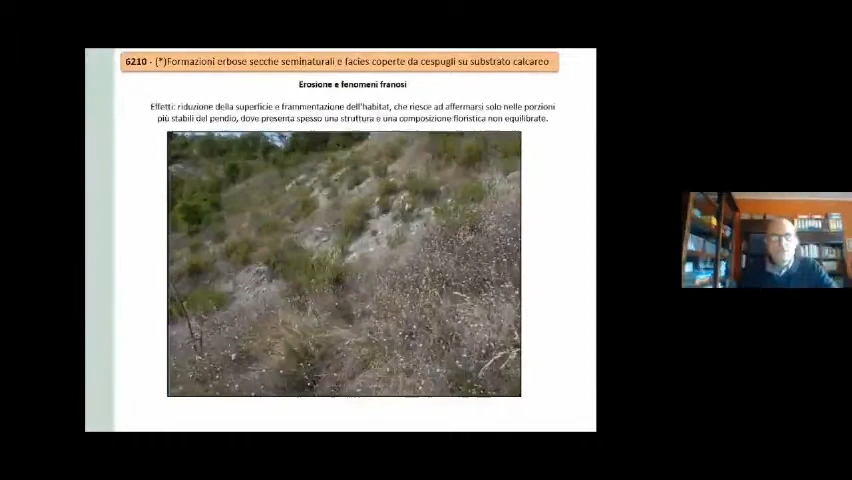 6210 - (*)Formazioni erbose secche seminaturali e facies coperte da cespugli su substrato calcareo
Erosione e fenomeni franosi
Effetti: riduzione della superficie e frammentazione dell'habitat, che riesce ad affermarsi solo nelle porzioni
più stabili del pendio, dove presenta spesso una struttura e una composizione floristica non equilibrate.